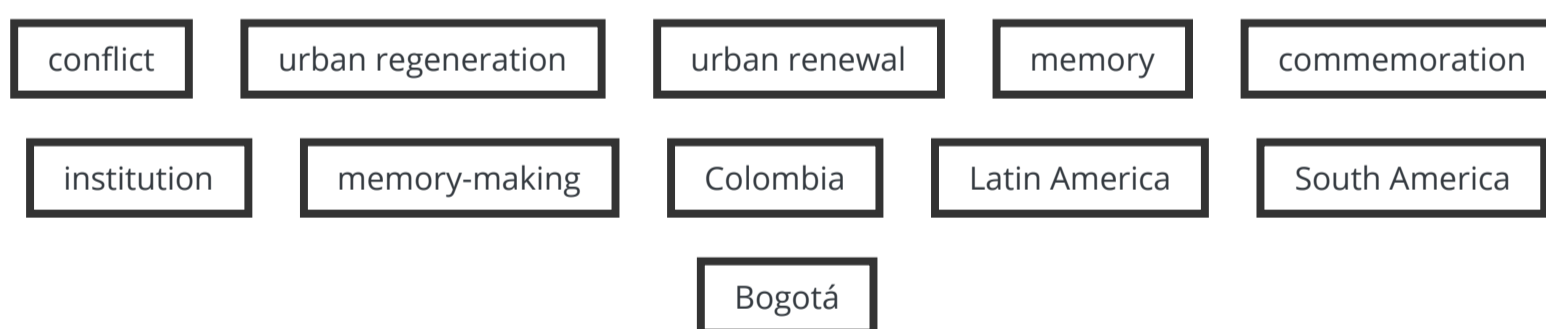 conflict urban regeneration urban renewal memory commemoration
institution memory-making Colombia Latin America South America
Bogotá